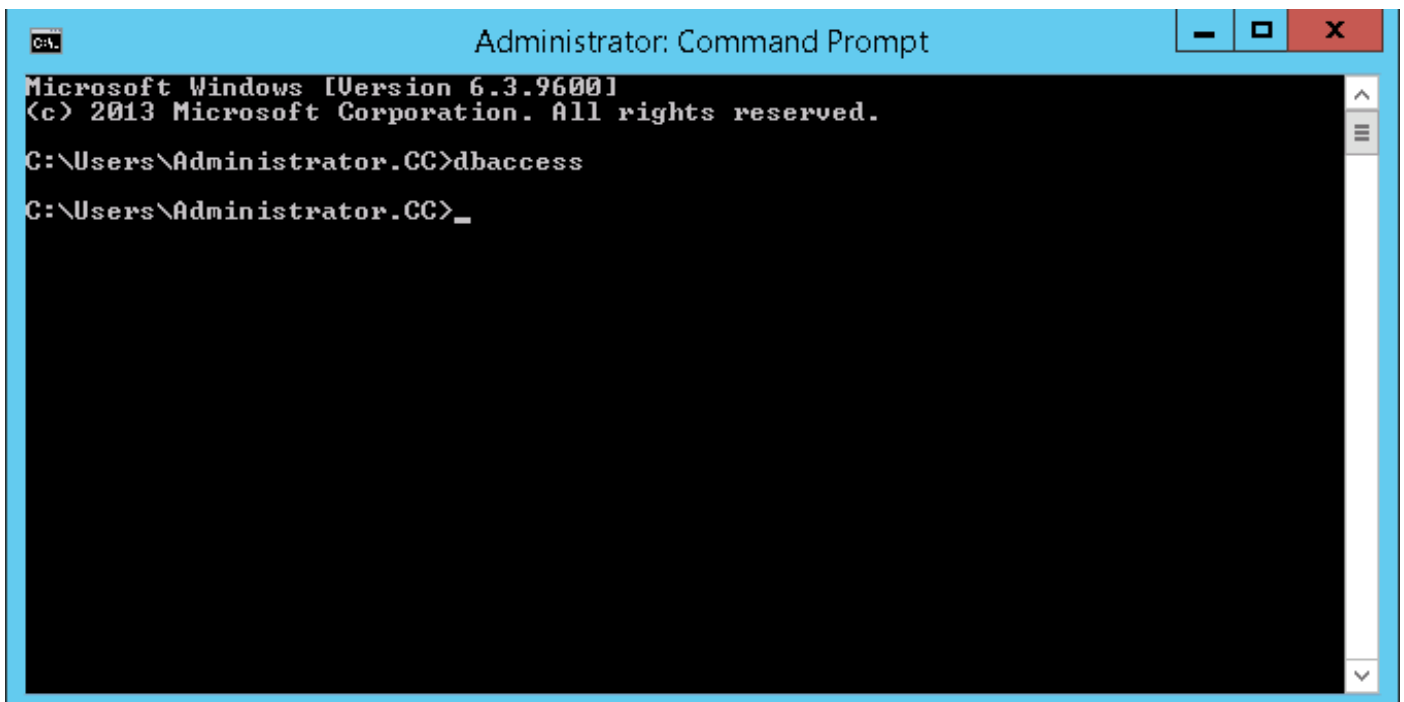 Administrator: Command Prompt
Microsoft Windows [Version 6.3.9600]
(c) 2013 Microsoft Corporation. All rights reserved.
C:\Users\Administrator.CC>dbaccess
C:\Users\Administrator.CC>_